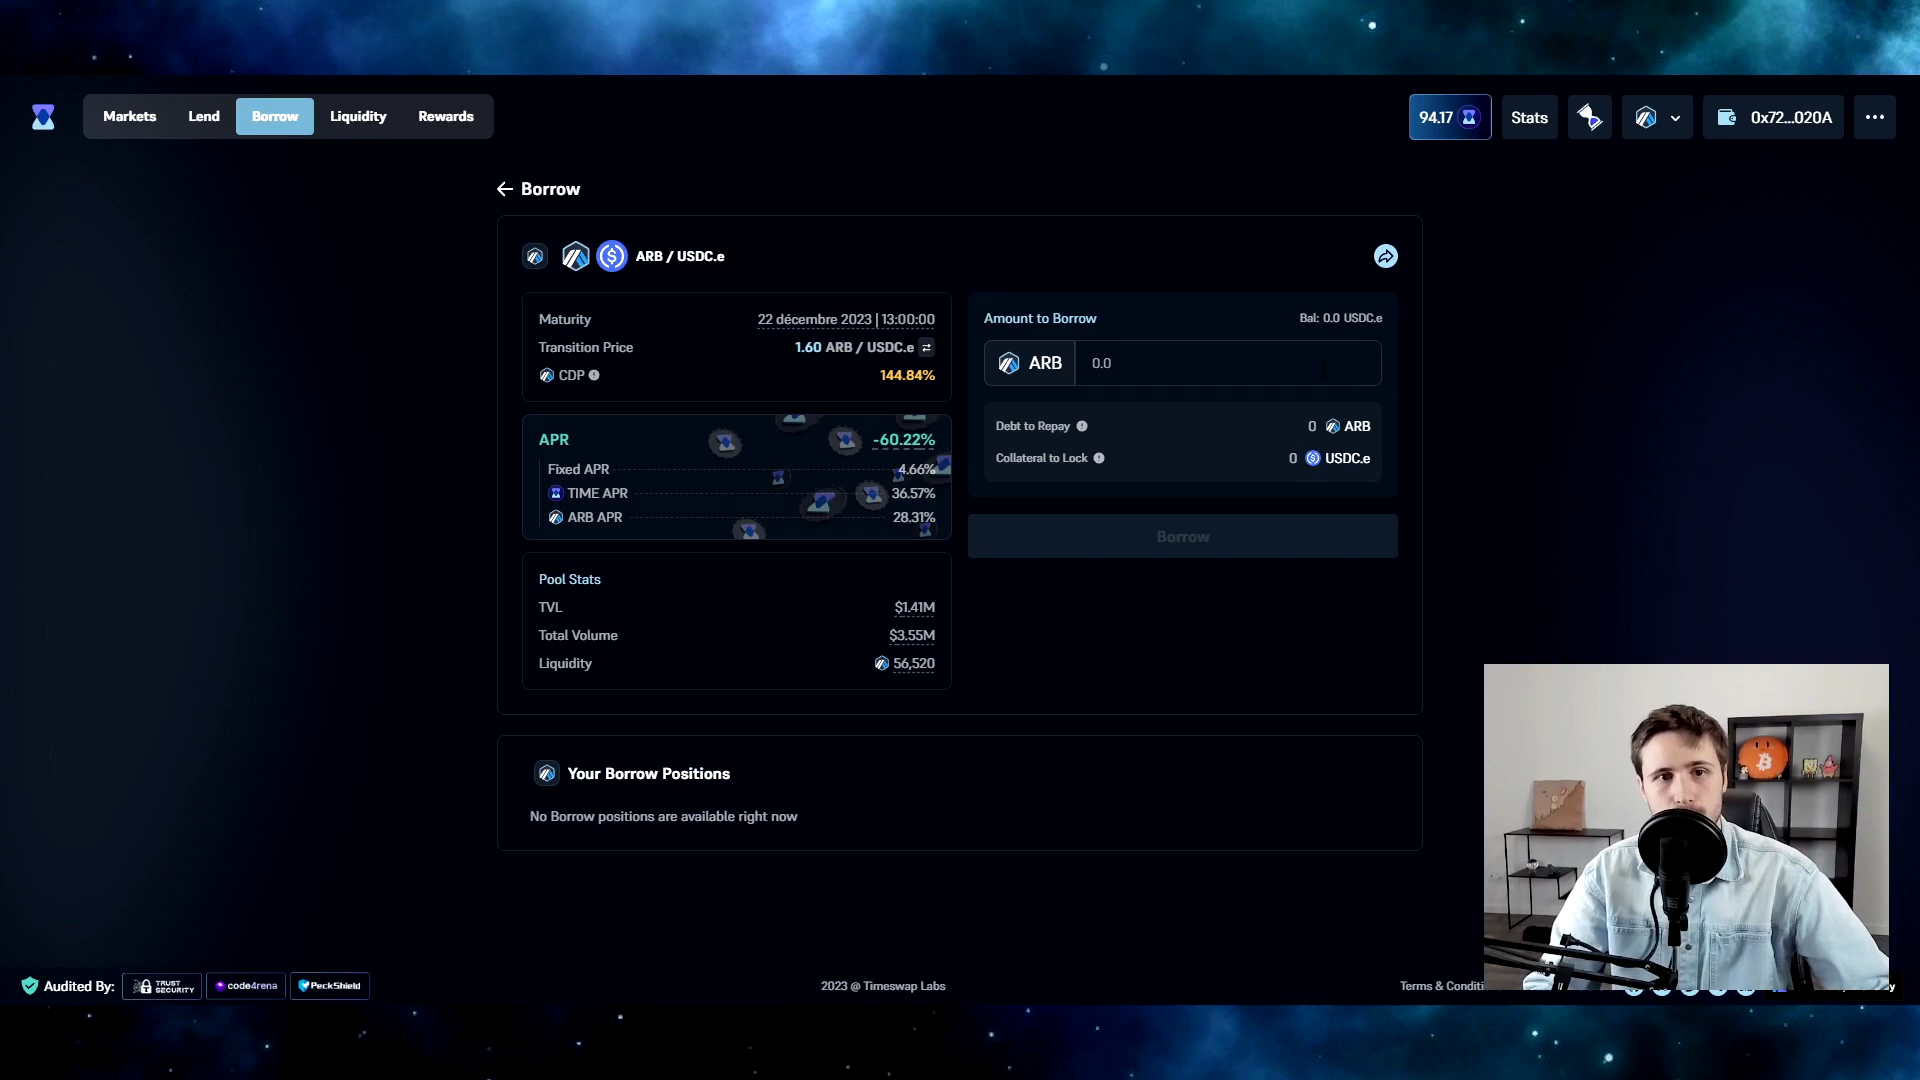 Markets
Lend
Borrow
Liquidity
Rewards
94.17
Stats
0x72...020A
Borrow
ARB / USDC.e
Maturity
22 décembre 2023 | 13:00:00
Transition Price
1.60 ARB / USDC.e
CDP
144.84%
APR
-60.22%
Fixed APR
4.66%
TIME APR
36.57%
ARB APR
28.31%
Pool Stats
TVL
$1.41M
Total Volume
$3.55M
Liquidity
56,520
Amount to Borrow
Bal: 0.0 USDC.e
ARB
0.0
Debt to Repay
0 ARB
Collateral to Lock
0 USDC.e
Borrow
Your Borrow Positions
No Borrow positions are available right now
Audited By:
TRUST SECURITY
code4rena
PeckShield
2023 @ Timeswap Labs
Terms & Conditi